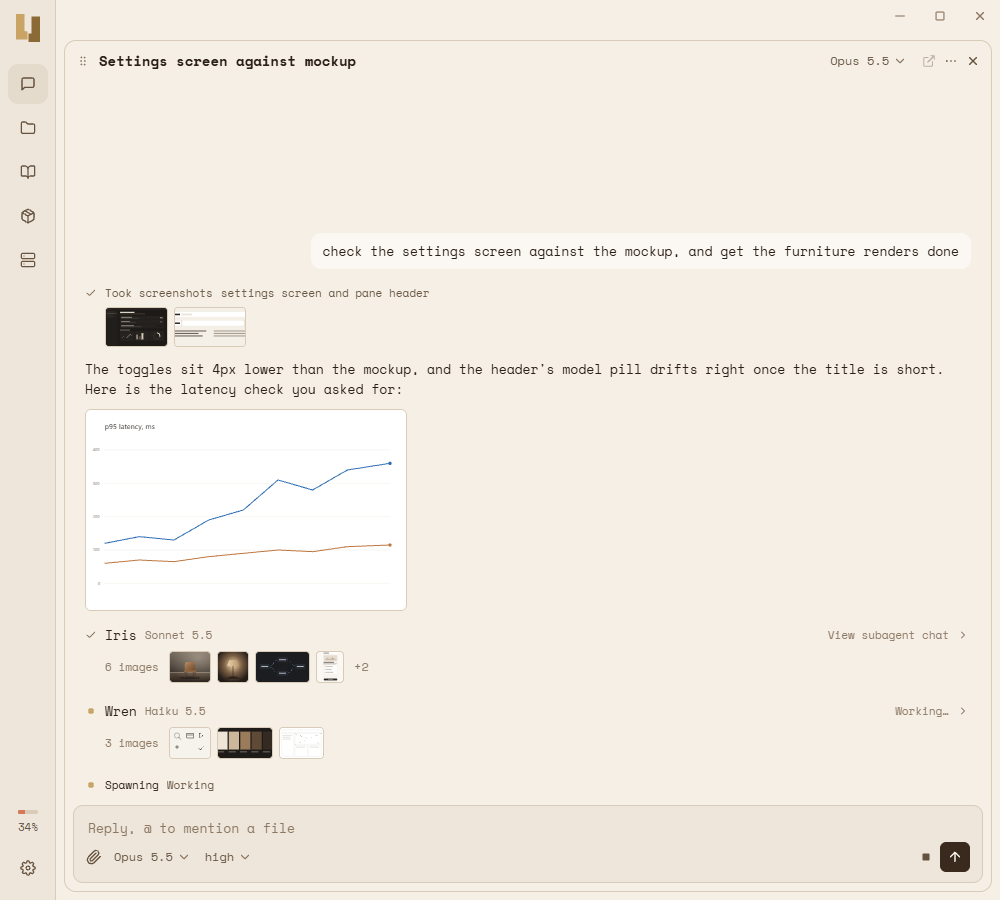 Settings screen against mockup
Opus 5.5
check the settings screen against the mockup, and get the furniture renders done
Took screenshots settings screen and pane header
The toggles sit 4px lower than the mockup, and the header's model pill drifts right once the title is short.
Here is the latency check you asked for:
p95 latency, ms
0
Iris Sonnet 5.5
View subagent chat
6 images
+2
Wren Haiku 5.5
Working…
3 images
Spawning Working
34%
Reply, @ to mention a file
Opus 5.5
high